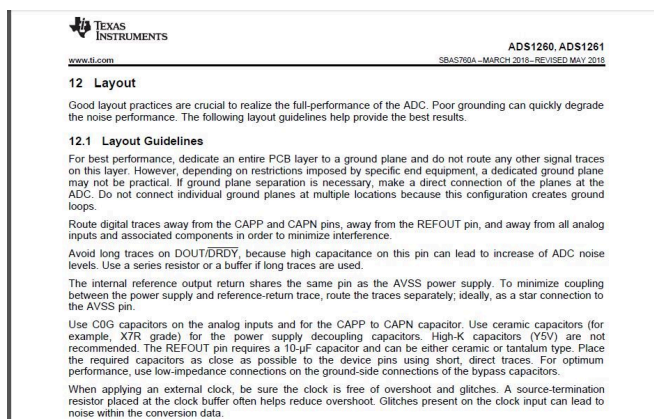 TEXAS
INSTRUMENTS
ADS1260, ADS1261
www.ti.com
SBAS760A –MARCH 2018–REVISED MAY 2018
12 Layout
Good layout practices are crucial to realize the full-performance of the ADC. Poor grounding can quickly degrade
the noise performance. The following layout guidelines help provide the best results.
12.1 Layout Guidelines
For best performance, dedicate an entire PCB layer to a ground plane and do not route any other signal traces
on this layer. However, depending on restrictions imposed by specific end equipment, a dedicated ground plane
may not be practical. If ground plane separation is necessary, make a direct connection of the planes at the
ADC. Do not connect individual ground planes at multiple locations because this configuration creates ground
loops.
Route digital traces away from the CAPP and CAPN pins, away from the REFOUT pin, and away from all analog
inputs and associated components in order to minimize interference.
Avoid long traces on DOUT/DRDY, because high capacitance on this pin can lead to increase of ADC noise
levels. Use a series resistor or a buffer if long traces are used.
The internal reference output return shares the same pin as the AVSS power supply. To minimize coupling
between the power supply and reference-return trace, route the traces separately; ideally, as a star connection to
the AVSS pin.
Use C0G capacitors on the analog inputs and for the CAPP to CAPN capacitor. Use ceramic capacitors (for
example, X7R grade) for the power supply decoupling capacitors. High-K capacitors (Y5V) are not
recommended. The REFOUT pin requires a 10-µF capacitor and can be either ceramic or tantalum type. Place
the required capacitors as close as possible to the device pins using short, direct traces. For optimum
performance, use low-impedance connections on the ground-side connections of the bypass capacitors.
When applying an external clock, be sure the clock is free of overshoot and glitches. A source-termination
resistor placed at the clock buffer often helps reduce overshoot. Glitches present on the clock input can lead to
noise within the conversion data.